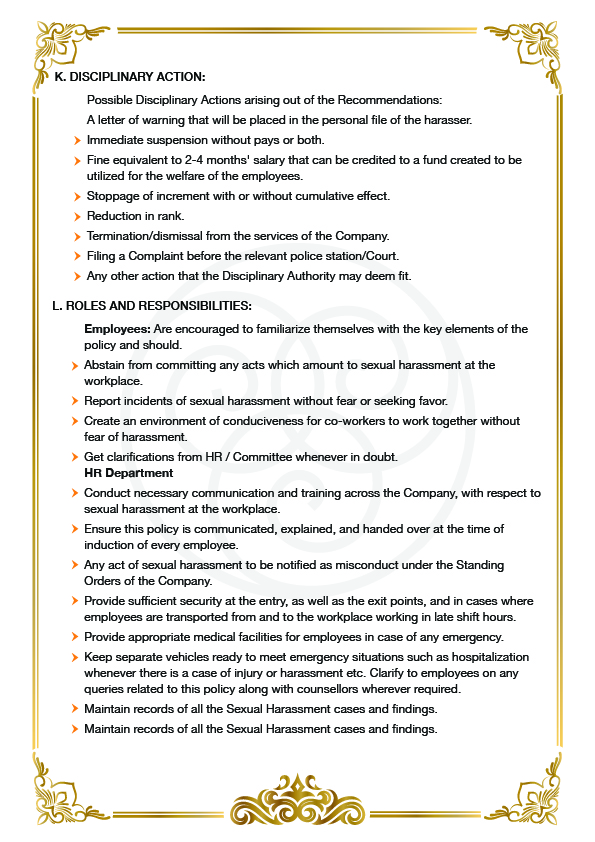 K. DISCIPLINARY ACTION:
Possible Disciplinary Actions arising out of the Recommendations:
A letter of warning that will be placed in the personal file of the harasser.
Immediate suspension without pays or both.
Fine equivalent to 2-4 months' salary that can be credited to a fund created to be
utilized for the welfare of the employees.
Stoppage of increment with or without cumulative effect.
Reduction in rank.
Termination/dismissal from the services of the Company.
Filing a Complaint before the relevant police station/Court.
Any other action that the Disciplinary Authority may deem fit.
L. ROLES AND RESPONSIBILITIES:
Employees: Are encouraged to familiarize themselves with the key elements of the
policy and should.
Abstain from committing any acts which amount to sexual harassment at the
workplace.
Report incidents of sexual harassment without fear or seeking favor.
Create an environment of conduciveness for co-workers to work together without
fear of harassment.
Get clarifications from HR / Committee whenever in doubt.
HR Department
Conduct necessary communication and training across the Company, with respect to
sexual harassment at the workplace.
Ensure this policy is communicated, explained, and handed over at the time of
induction of every employee.
Any act of sexual harassment to be notified as misconduct under the Standing
Orders of the Company.
Provide sufficient security at the entry, as well as the exit points, and in cases where
employees are transported from and to the workplace working in late shift hours.
Provide appropriate medical facilities for employees in case of any emergency.
Keep separate vehicles ready to meet emergency situations such as hospitalization
whenever there is a case of injury or harassment etc. Clarify to employees on any
queries related to this policy along with counsellors wherever required.
Maintain records of all the Sexual Harassment cases and findings.
Maintain records of all the Sexual Harassment cases and findings.